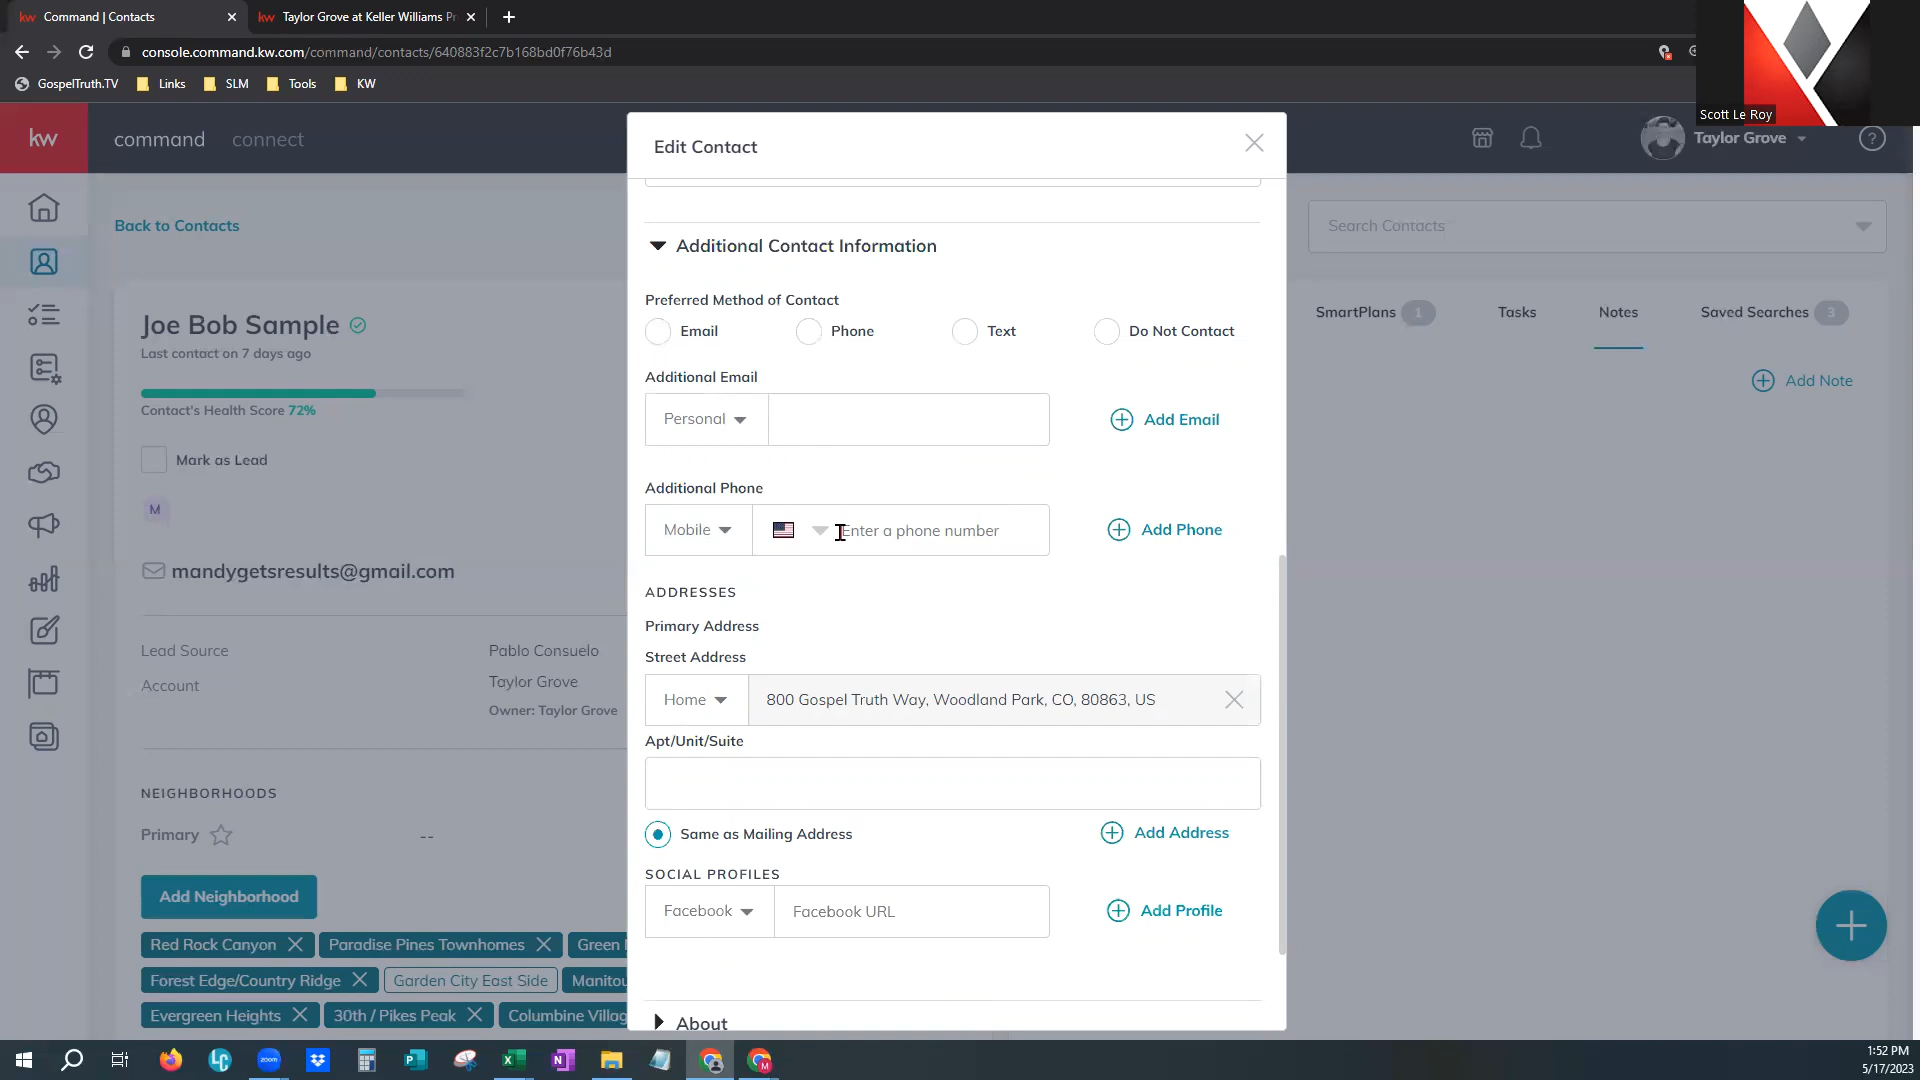 kw Command | Contacts
kw Taylor Grove at Keller Williams Pr
console.command.kw.com/command/contacts/640883f2c7b168bd0f76b43d
GospelTruth.TV Links SLM Tools KW
Scott Le Roy
kw command connect
Taylor Grove
?
Back to Contacts
Search Contacts
Joe Bob Sample
Last contact on 7 days ago
Contact's Health Score 72%
Mark as Lead
M
mandygetsresults@gmail.com
Lead Source Pablo Consuelo
Account Taylor Grove
Owner: Taylor Grove
NEIGHBORHOODS
Primary --
Add Neighborhood
Red Rock Canyon Paradise Pines Townhomes Green
Forest Edge/Country Ridge Garden City East Side Manitou
Evergreen Heights 30th / Pikes Peak Columbine Villag
Edit Contact
Additional Contact Information
Preferred Method of Contact
Email Phone Text Do Not Contact
Additional Email
Personal Add Email
Additional Phone
Mobile Enter a phone number Add Phone
ADDRESSES
Primary Address
Street Address
Home 800 Gospel Truth Way, Woodland Park, CO, 80863, US
Apt/Unit/Suite
Same as Mailing Address Add Address
SOCIAL PROFILES
Facebook Facebook URL Add Profile
About
SmartPlans 1 Tasks Notes Saved Searches 3
Add Note
LC zoom P X N M
1:52 PM
5/17/2023